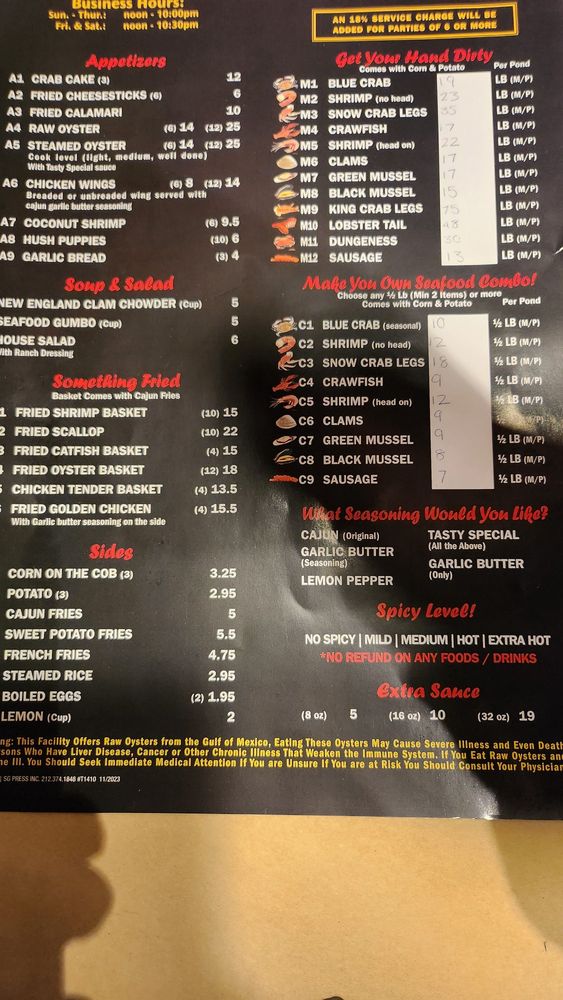 Business Hours:
Sun. - Thur.: noon - 10:00pm
Fri. & Sat.: noon - 10:30pm
Appetizers
A1 CRAB CAKE (3) 12
A2 FRIED CHEESESTICKS (6) 6
A3 FRIED CALAMARI 10
A4 RAW OYSTER (6) 14 (12) 25
A5 STEAMED OYSTER (6) 14 (12) 25
Cook level (light, medium, well done)
With Tasty Special sauce
A6 CHICKEN WINGS (6) 8 (12) 14
Breaded or unbreaded wing served with
cajun garlic butter seasoning
A7 COCONUT SHRIMP (6) 9.5
A8 HUSH PUPPIES (10) 6
A9 GARLIC BREAD (3) 4
Soup & Salad
NEW ENGLAND CLAM CHOWDER (Cup) 5
SEAFOOD GUMBO (Cup) 5
HOUSE SALAD 6
With Ranch Dressing
Something Fried
Basket Comes with Cajun Fries
1 FRIED SHRIMP BASKET (10) 15
2 FRIED SCALLOP (10) 22
3 FRIED CATFISH BASKET (4) 15
FRIED OYSTER BASKET (12) 18
CHICKEN TENDER BASKET (4) 13.5
FRIED GOLDEN CHICKEN (4) 15.5
With Garlic butter seasoning on the side
Sides
CORN ON THE COB (3) 3.25
POTATO (3) 2.95
CAJUN FRIES 5
SWEET POTATO FRIES 5.5
FRENCH FRIES 4.75
STEAMED RICE 2.95
BOILED EGGS (2) 1.95
LEMON (Cup) 2
AN 18% SERVICE CHARGE WILL BE
ADDED FOR PARTIES OF 6 OR MORE
Get Your Hand Dirty
Comes with Corn & Potato Per Pond
M1 BLUE CRAB 19 LB (M/P)
M2 SHRIMP (no head) 23 LB (M/P)
M3 SNOW CRAB LEGS 35 LB (M/P)
M4 CRAWFISH 17 LB (M/P)
M5 SHRIMP (head on) 22 LB (M/P)
M6 CLAMS 17 LB (M/P)
M7 GREEN MUSSEL 17 LB (M/P)
M8 BLACK MUSSEL 15 LB (M/P)
M9 KING CRAB LEGS 75 LB (M/P)
M10 LOBSTER TAIL 48 LB (M/P)
M11 DUNGENESS 30 LB (M/P)
M12 SAUSAGE 13 LB (M/P)
Make You Own Seafood Combo!
Choose any ½ Lb (Min 2 Items) or more
Comes with Corn & Potato Per Pond
C1 BLUE CRAB (seasonal) 10 ½ LB (M/P)
C2 SHRIMP (no head) 12 ½ LB (M/P)
C3 SNOW CRAB LEGS 18 ½ LB (M/P)
C4 CRAWFISH 9 ½ LB (M/P)
C5 SHRIMP (head on) 12 ½ LB (M/P)
C6 CLAMS 9
C7 GREEN MUSSEL 9 ½ LB (M/P)
C8 BLACK MUSSEL 8 ½ LB (M/P)
C9 SAUSAGE 7 ½ LB (M/P)
What Seasoning Would You Like?
CAJUN (Original)
GARLIC BUTTER
(Seasoning)
LEMON PEPPER
TASTY SPECIAL
(All the Above)
GARLIC BUTTER
(Only)
Spicy Level!
NO SPICY | MILD | MEDIUM | HOT | EXTRA HOT
*NO REFUND ON ANY FOODS / DRINKS
Extra Sauce
(8 oz) 5 (16 oz) 10 (32 oz) 19
ng: This Facility Offers Raw Oysters from the Gulf of Mexico, Eating These Oysters May Cause Severe Illness and Even Death
sons Who Have Liver Disease, Cancer or Other Chronic Illness That Weaken the Immune System. If You Eat Raw Oysters and
me Ill. You Should Seek Immediate Medical Attention If You are Unsure If You are at Risk You Should Consult Your Physician
SG PRESS INC. 212.374.1848 #T1410 11/2023